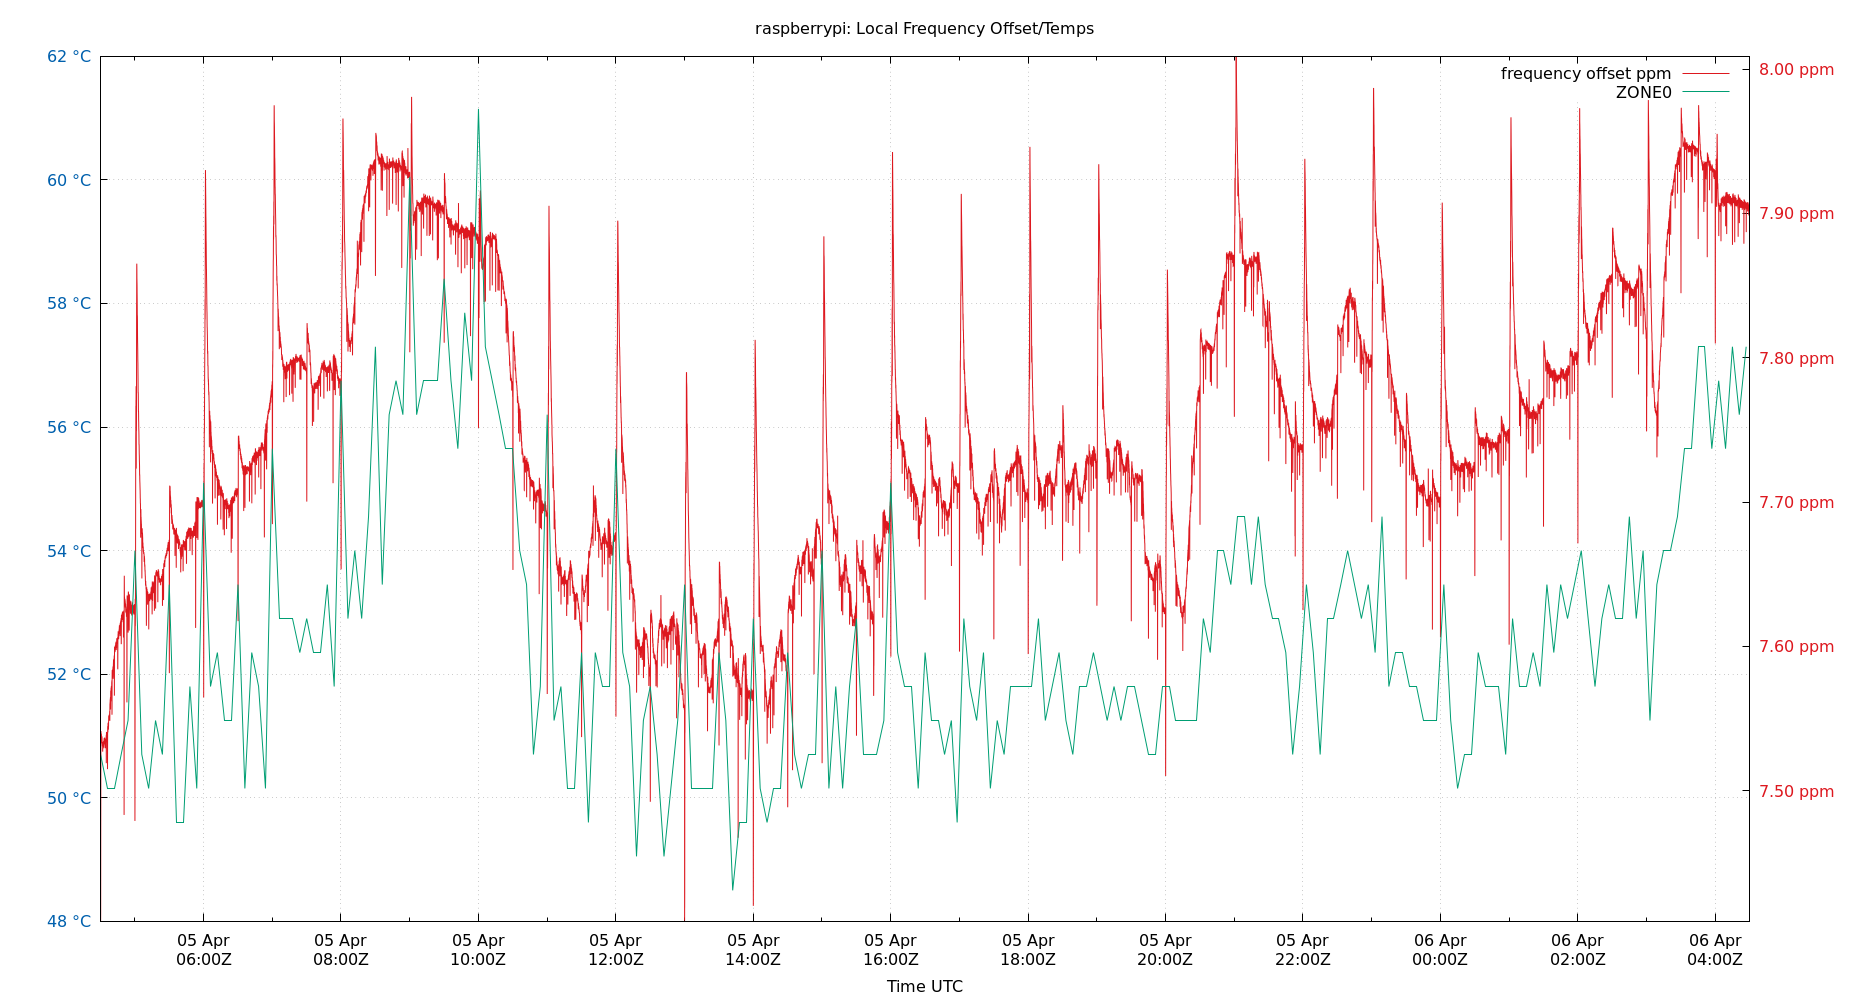 raspberrypi: Local Frequency Offset/Temps
62 °C
60 °C
58 °C
56 °C
54 °C
52 °C
50 °C
48 °C
8.00 ppm
7.90 ppm
7.80 ppm
7.70 ppm
7.60 ppm
7.50 ppm
frequency offset ppm
ZONE0
05 Apr
06:00Z
05 Apr
08:00Z
05 Apr
10:00Z
05 Apr
12:00Z
05 Apr
14:00Z
05 Apr
16:00Z
05 Apr
18:00Z
05 Apr
20:00Z
05 Apr
22:00Z
06 Apr
00:00Z
06 Apr
02:00Z
06 Apr
04:00Z
Time UTC